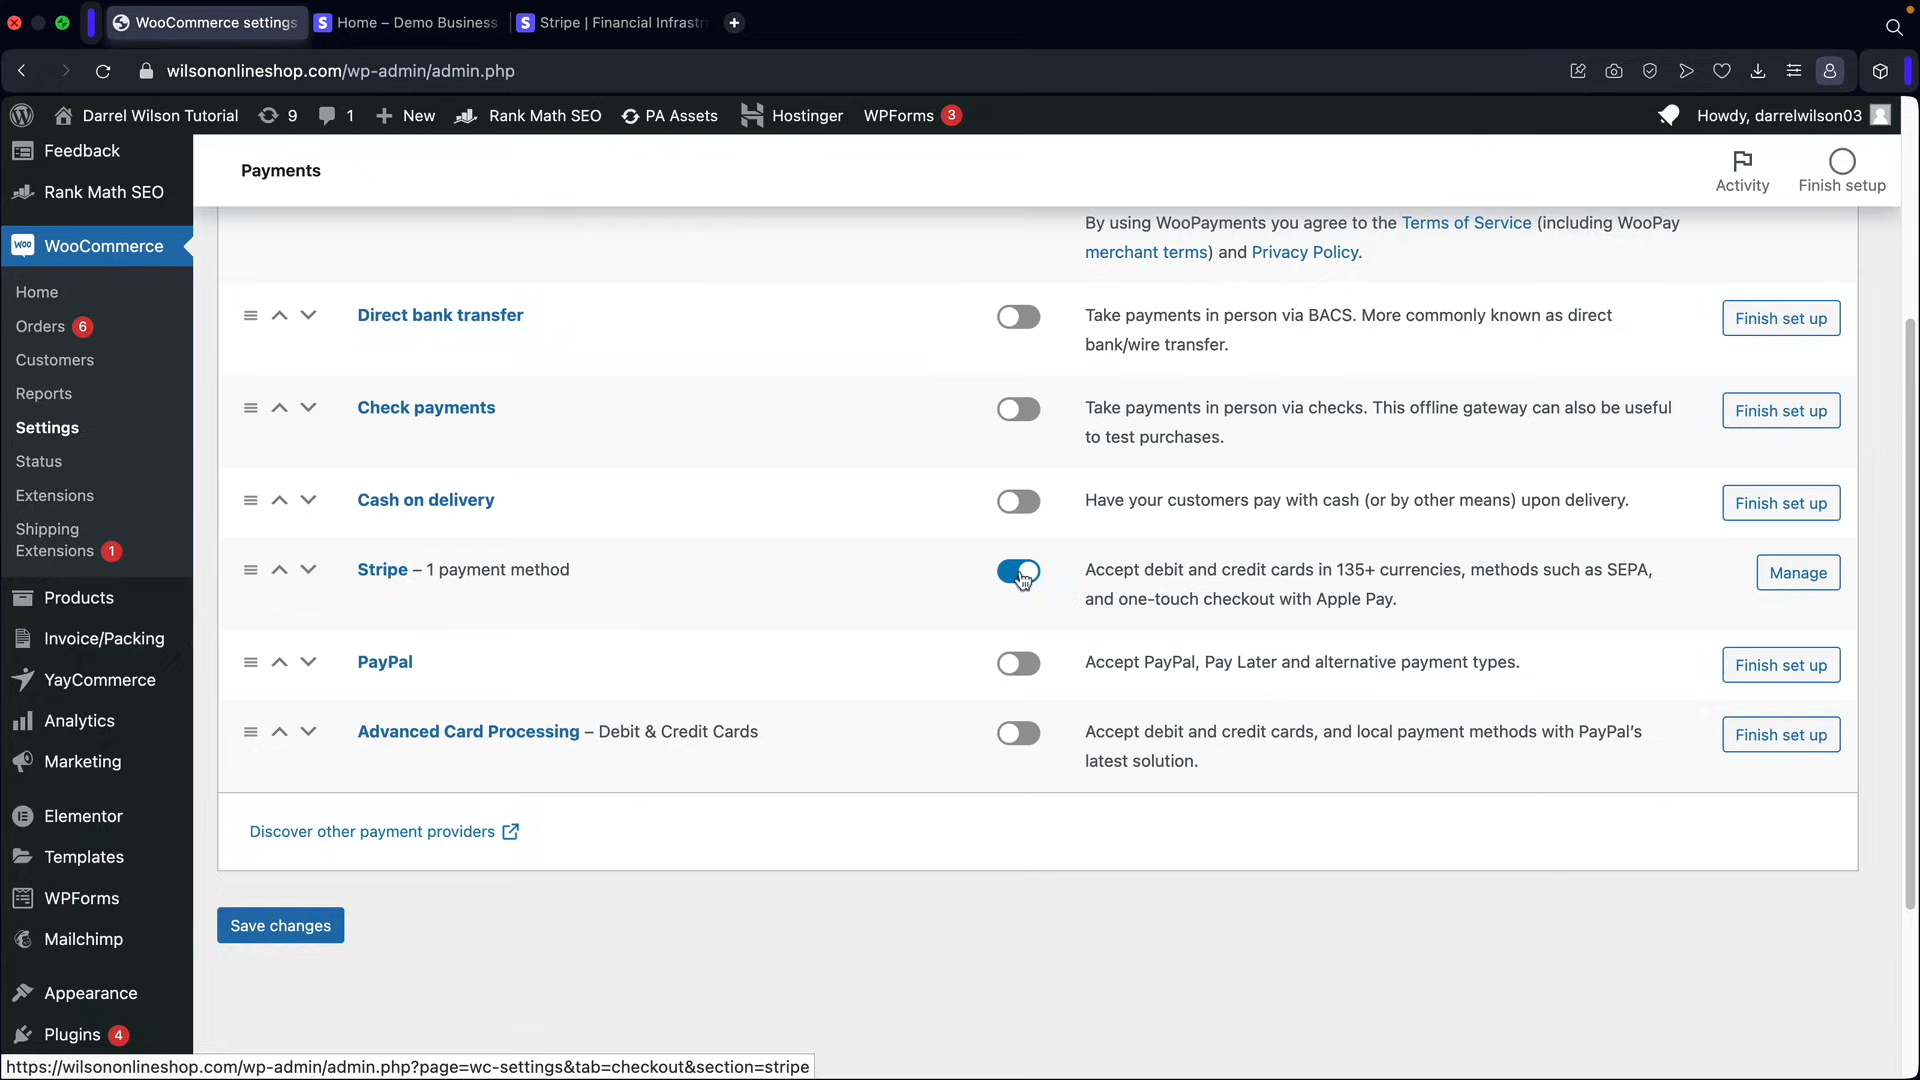 WooCommerce settings
Home – Demo Business
Stripe | Financial Infrastr
wilsononlineshop.com/wp-admin/admin.php
Darrel Wilson Tutorial
9
1
New
Rank Math SEO
PA Assets
Hostinger
WPForms 3
Howdy, darrelwilson03
Feedback
Rank Math SEO
WooCommerce
Home
Orders 6
Customers
Reports
Settings
Status
Extensions
Shipping
Extensions 1
Products
Invoice/Packing
YayCommerce
Analytics
Marketing
Elementor
Templates
WPForms
Mailchimp
Appearance
Plugins 4
Payments
Activity
Finish setup
By using WooPayments you agree to the Terms of Service (including WooPay
merchant terms) and Privacy Policy.
Direct bank transfer
Take payments in person via BACS. More commonly known as direct
bank/wire transfer.
Finish set up
Check payments
Take payments in person via checks. This offline gateway can also be useful
to test purchases.
Finish set up
Cash on delivery
Have your customers pay with cash (or by other means) upon delivery.
Finish set up
Stripe – 1 payment method
Accept debit and credit cards in 135+ currencies, methods such as SEPA,
and one-touch checkout with Apple Pay.
Manage
PayPal
Accept PayPal, Pay Later and alternative payment types.
Finish set up
Advanced Card Processing – Debit & Credit Cards
Accept debit and credit cards, and local payment methods with PayPal's
latest solution.
Finish set up
Discover other payment providers
Save changes
https://wilsononlineshop.com/wp-admin/admin.php?page=wc-settings&tab=checkout&section=stripe